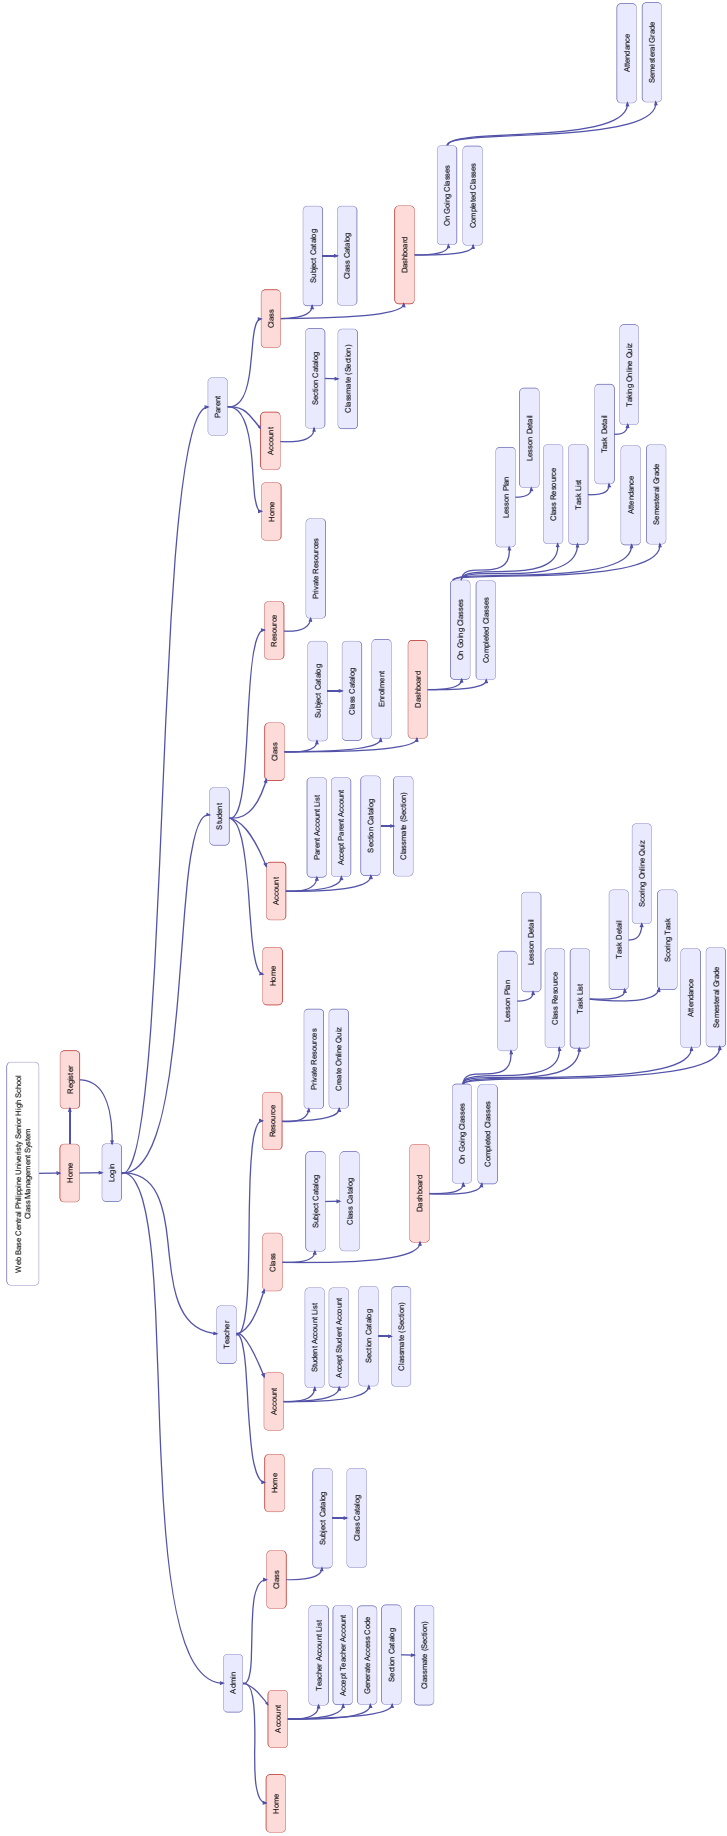 Web Base Central Philippine Univeristy Senior High School
Class Management System
Home
Register
Login
Admin
Teacher
Student
Parent
Home
Account
Class
Teacher Account List
Accept Teacher Account
Generate Access Code
Section Catalog
Classmate (Section)
Subject Catalog
Class Catalog
Home
Account
Class
Resource
Student Account List
Accept Student Account
Section Catalog
Classmate (Section)
Subject Catalog
Class Catalog
Dashboard
Private Resources
Create Online Quiz
On Going Classes
Completed Classes
Lesson Plan
Lesson Detail
Class Resource
Task List
Task Detail
Scoring Online Quiz
Scoring Task
Attendance
Semesteral Grade
Home
Account
Class
Resource
Parent Account List
Accept Parent Account
Section Catalog
Classmate (Section)
Subject Catalog
Class Catalog
Enrollment
Dashboard
Private Resources
On Going Classes
Completed Classes
Lesson Plan
Lesson Detail
Class Resource
Task List
Task Detail
Taking Online Quiz
Attendance
Semesteral Grade
Home
Account
Class
Section Catalog
Classmate (Section)
Subject Catalog
Class Catalog
Dashboard
On Going Classes
Completed Classes
Attendance
Semesteral Grade